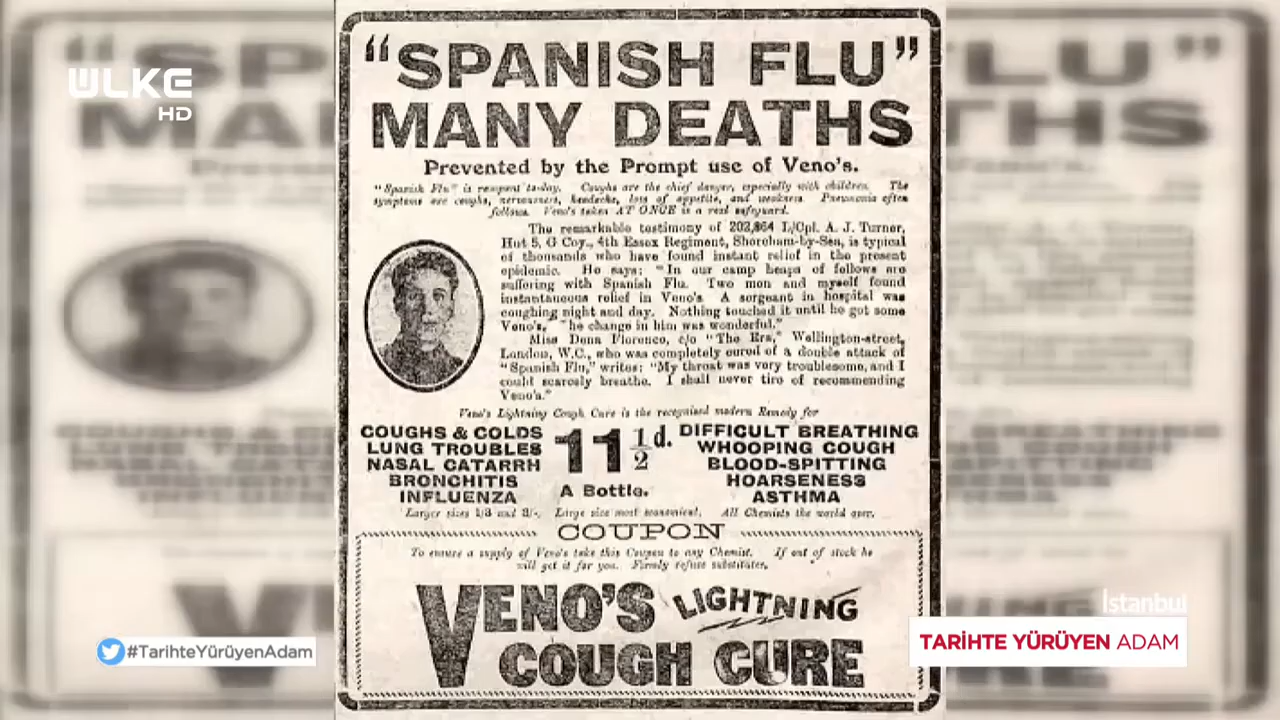 ÜLKE
HD
"SPANISH FLU"
MANY DEATHS
Prevented by the Prompt use of Veno's.
"Spanish Flu" is rampant to-day. Coughs are the chief danger, especially with children. The
symptoms are coughs, nervousness, headache, loss of appetite, and weakness. Pneumonia often
follows. Veno's taken AT ONCE is a real safeguard.
The remarkable testimony of 203,864 L/Cpl. A. J. Turner,
Hut 5, G Coy., 4th Essex Regiment, Shoreham-by-Sea, is typical
of thousands who have found instant relief in the present
epidemic. He says: "In our camp heaps of fellows are
suffering with Spanish Flu. Two men and myself found
instantaneous relief in Veno's. A sergeant in hospital was
coughing night and day. Nothing touched it until he got some
Veno's, he change in him was wonderful."
Miss Dona Florence, c/o "The Era," Wellington-street,
London, W.C., who was completely cured of a double attack of
"Spanish Flu," writes: "My throat was very troublesome, and I
could scarcely breathe. I shall never tire of recommending
Veno's."
Veno's Lightning Cough Cure is the recognised modern Remedy for
COUGHS & COLDS
LUNG TROUBLES
NASAL CATARRH
BRONCHITIS
INFLUENZA
11 1/2 d.
A Bottle.
DIFFICULT BREATHING
WHOOPING COUGH
BLOOD-SPITTING
HOARSENESS
ASTHMA
Larger sizes 1/3 and 3/-. Large size most economical. All Chemists the world over.
COUPON
To ensure a supply of Veno's take this Coupon to any Chemist. If out of stock he
will get it for you. Firmly refuse substitutes.
VENO'S LIGHTNING
COUGH CURE
İstanbul
#TarihteYürüyenAdam
TARİHTE YÜRÜYEN ADAM